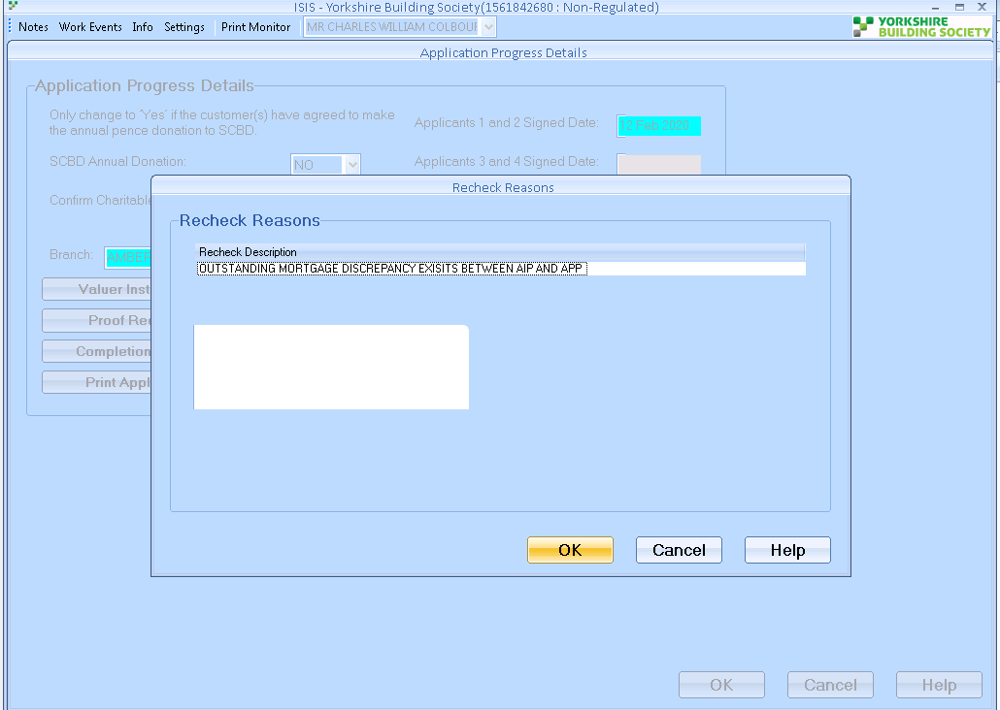 ISIS - Yorkshire Building Society(1561842680 : Non-Regulated)
Notes Work Events Info Settings Print Monitor MR CHARLES WILLIAM COLBOU
YORKSHIRE
BUILDING SOCIETY
Application Progress Details
Application Progress Details
Only change to 'Yes' if the customer(s) have agreed to make
the annual pence donation to SCBD.
Applicants 1 and 2 Signed Date: 2 Feb 2020
SCBD Annual Donation: NO
Applicants 3 and 4 Signed Date:
Confirm Charitable
Branch: AMBER
Valuer Inst
Proof Rec
Completion
Print Appl
Recheck Reasons
Recheck Reasons
Recheck Description
OUTSTANDING MORTGAGE DISCREPANCY EXISITS BETWEEN AIP AND APP
OK Cancel Help
OK Cancel Help